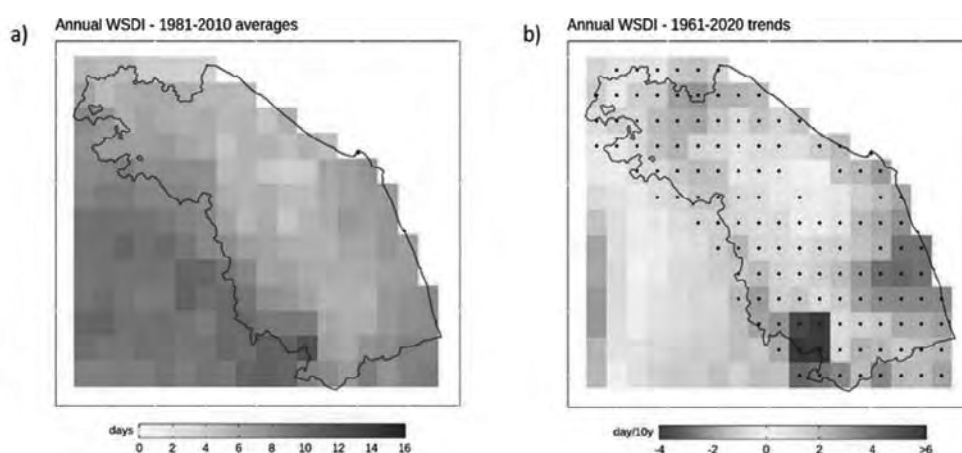 a)
Annual WSDI - 1981-2010 averages
days
0 2 4 6 8 10 12 14 16
b)
Annual WSDI - 1961-2020 trends
day/10y
-4 -2 0 2 4 >6